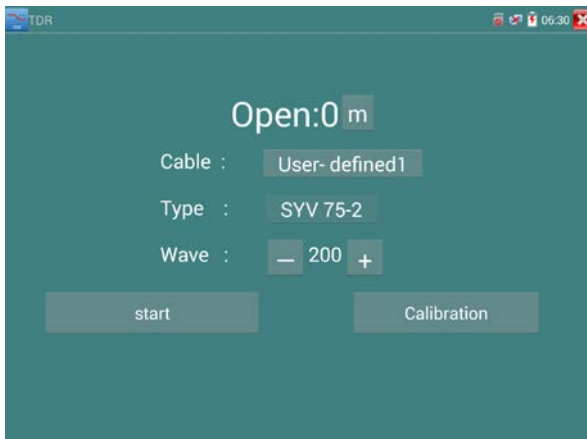 TDR 06:30
Open:0 m
Cable : User- defined1
Type : SYV 75-2
Wave : — 200 +
start Calibration